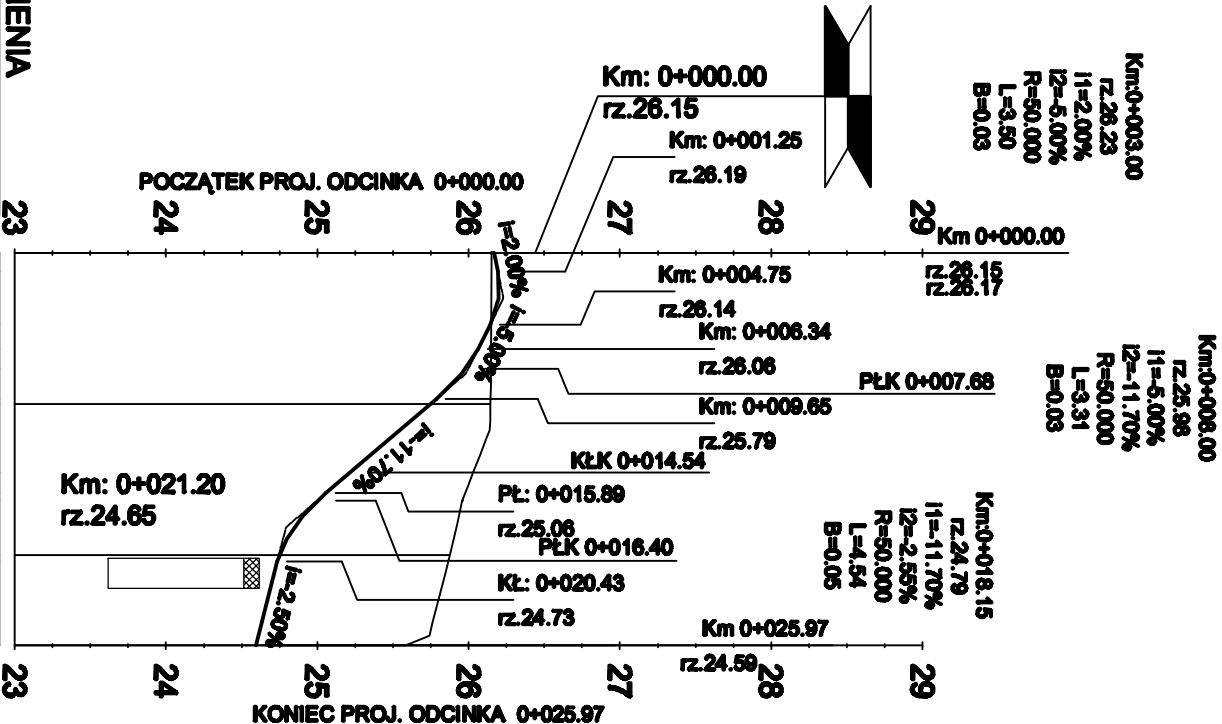 IENIA
Km:0+003.00
rz.26.23
i1=2.00%
i2=-5.00%
R=50.000
L=3.50
B=0.03
Km: 0+000.00
rz.26.15
Km: 0+001.25
rz.26.19
POCZĄTEK PROJ. ODCINKA 0+000.00
23
24
25
26
27
28
29
Km 0+000.00
rz.26.15
rz.26.17
i=2.00%
i=-5.00%
Km: 0+004.75
rz.26.14
Km: 0+006.34
rz.26.06
PŁK 0+007.68
Km: 0+009.65
rz.25.79
Km:0+008.00
rz.25.98
i1=-5.00%
i2=-11.70%
R=50.000
L=3.31
B=0.03
i=-11.70%
KŁK 0+014.54
Km: 0+021.20
rz.24.65
PŁ: 0+015.89
rz.25.06
PŁK 0+016.40
KŁ: 0+020.43
rz.24.73
Km:0+018.15
rz.24.79
i1=-11.70%
i2=-2.55%
R=50.000
L=4.54
B=0.05
i=-2.50%
Km 0+025.97
rz.24.59
23
24
25
26
27
28
29
KONIEC PROJ. ODCINKA 0+025.97